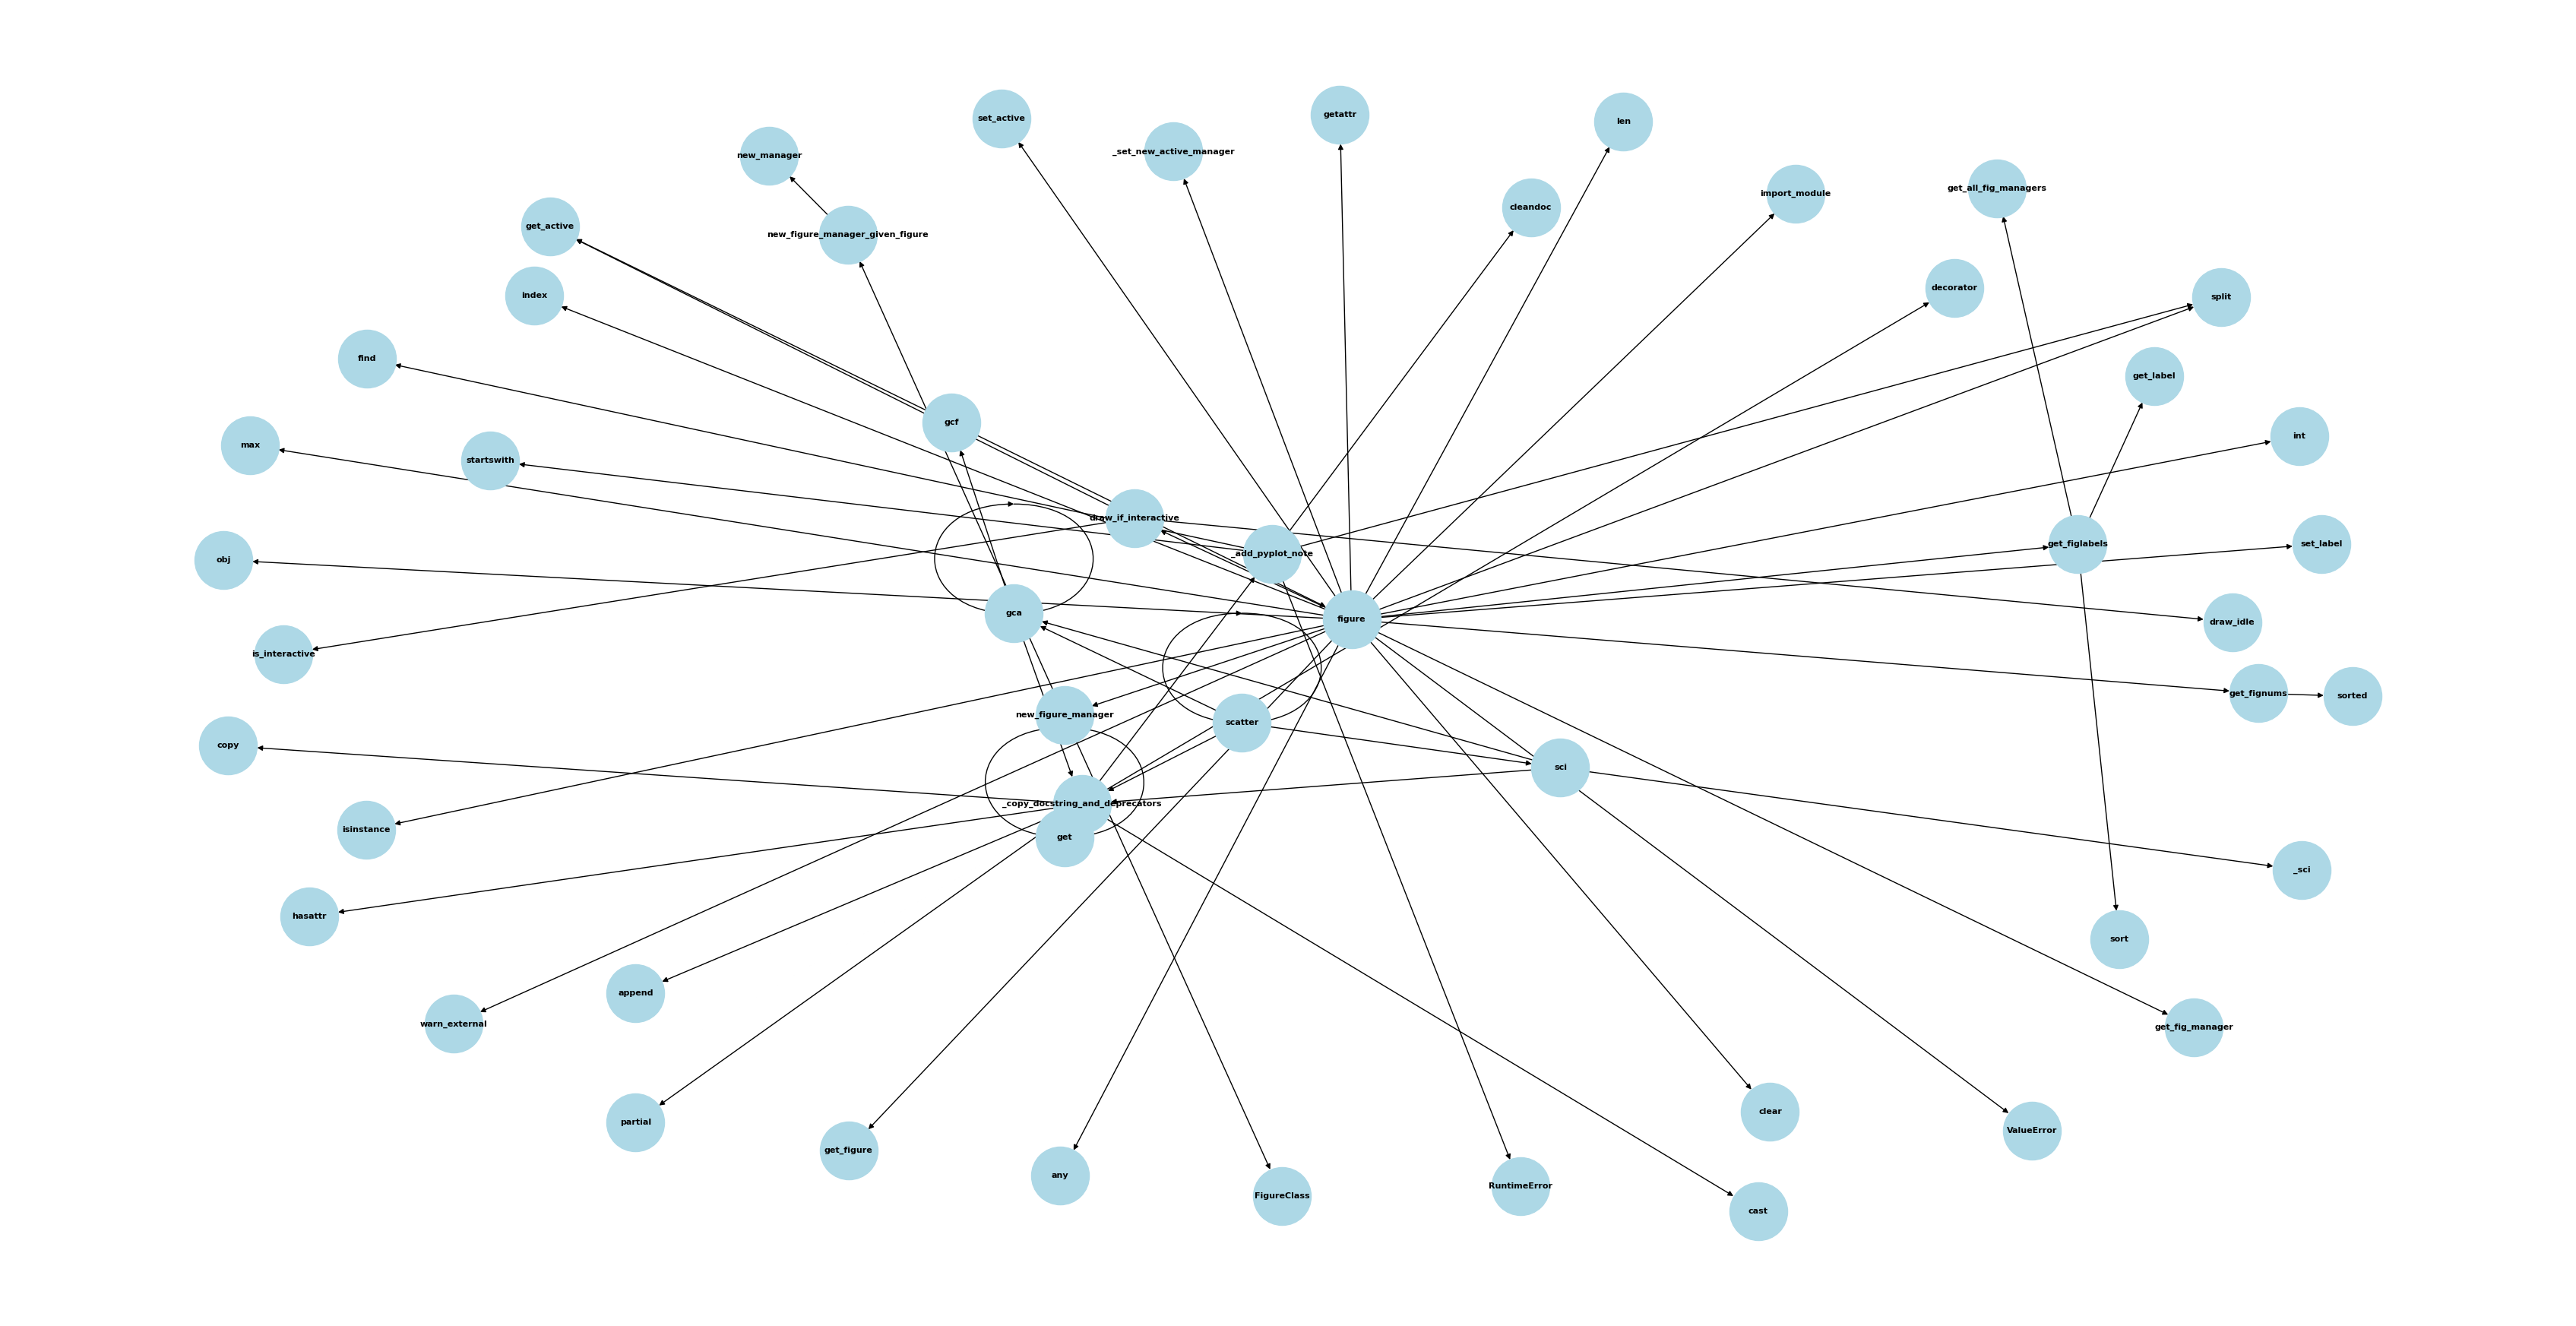 getattr
set_active
len
_set_new_active_manager
new_manager
get_all_fig_managers
import_module
cleandoc
get_active
new_figure_manager_given_figure
decorator
index
split
find
get_label
gcf
int
max
startswith
draw_if_interactive
get_figlabels
set_label
_add_pyplot_note
obj
gca
figure
draw_idle
is_interactive
get_fignums
sorted
new_figure_manager
scatter
copy
sci
_copy_docstring_and_deprecators
isinstance
get
_sci
hasattr
sort
append
warn_external
get_fig_manager
clear
partial
ValueError
get_figure
any
RuntimeError
FigureClass
cast